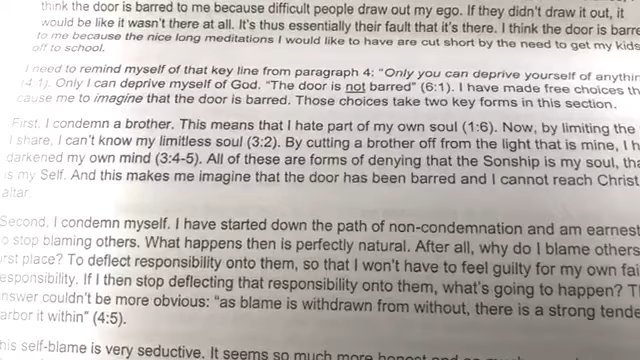 think the door is barred to me because difficult people draw out my ego. If they didn't draw it out, it
would be like it wasn't there at all. It's thus essentially their fault that it's there. I think the door is barre
to me because the nice long meditations I would like to have are cut short by the need to get my kids
off to school.
I need to remind myself of that key line from paragraph 4: "Only you can deprive yourself of anythin
(4:1). Only I can deprive myself of God. "The door is not barred" (6:1). I have made free choices th
cause me to imagine that the door is barred. Those choices take two key forms in this section.
First, I condemn a brother. This means that I hate part of my own soul (1:6). Now, by limiting the
I share, I can't know my limitless soul (3:2). By cutting a brother off from the light that is mine, I h
darkened my own mind (3:4-5). All of these are forms of denying that the Sonship is my soul, tha
is my Self. And this makes me imagine that the door has been barred and I cannot reach Christ
altar.
Second, I condemn myself. I have started down the path of non-condemnation and am earnest
o stop blaming others. What happens then is perfectly natural. After all, why do I blame others
irst place? To deflect responsibility onto them, so that I won't have to feel guilty for my own fai
esponsibility. If I then stop deflecting that responsibility onto them, what's going to happen? T
nswer couldn't be more obvious: "as blame is withdrawn from without, there is a strong tende
arbor it within" (4:5).
his self-blame is very seductive. It seems so much more honest and